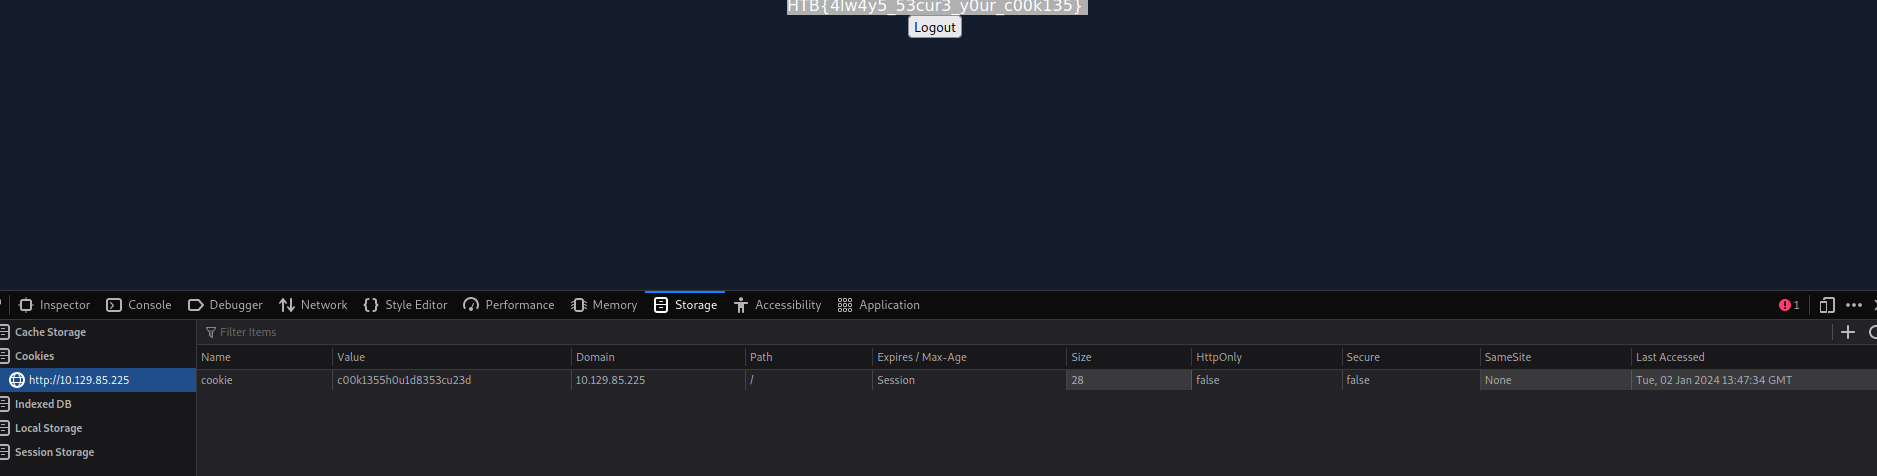 HTB{4lw4y5_53cur3_y0ur_c00k135}
Logout
Inspector Console Debugger Network Style Editor Performance Memory Storage Accessibility Application 1
Cache Storage
Filter Items
Cookies
Name Value Domain Path Expires / Max-Age Size HttpOnly Secure SameSite Last Accessed
http://10.129.85.225
cookie c00k1355h0u1d8353cu23d 10.129.85.225 / Session 28 false false None Tue, 02 Jan 2024 13:47:34 GMT
Indexed DB
Local Storage
Session Storage